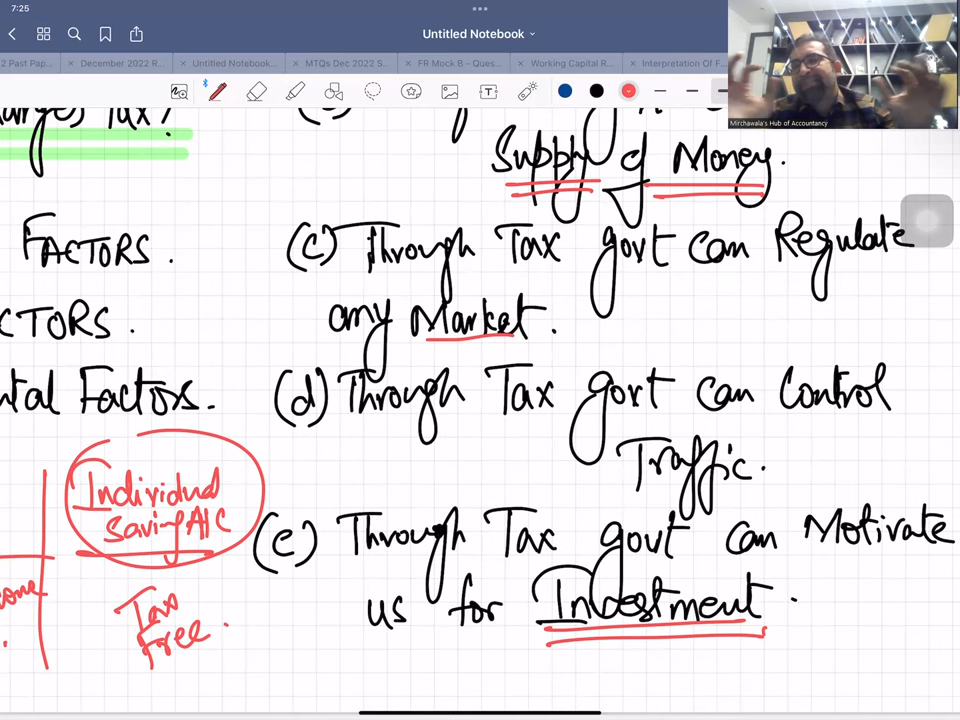 7:25
Untitled Notebook
2 Past Pap...
December 2022 R...
Untitled Notebook...
MTQs Dec 2022 S...
FR Mock B - Ques...
Working Capital R...
Interpretation Of F
Mirchawala's Hub of Accountancy
Tax?
Supply of Money.
FACTORS.
(c) Through Tax govt can Regulate
any Market.
CTORS.
ntal Factors.
(d) Through Tax govt can Control
Traffic.
Individual
Saving A/C
Tax
Free.
(e) Through Tax govt can Motivate
us for Investment.